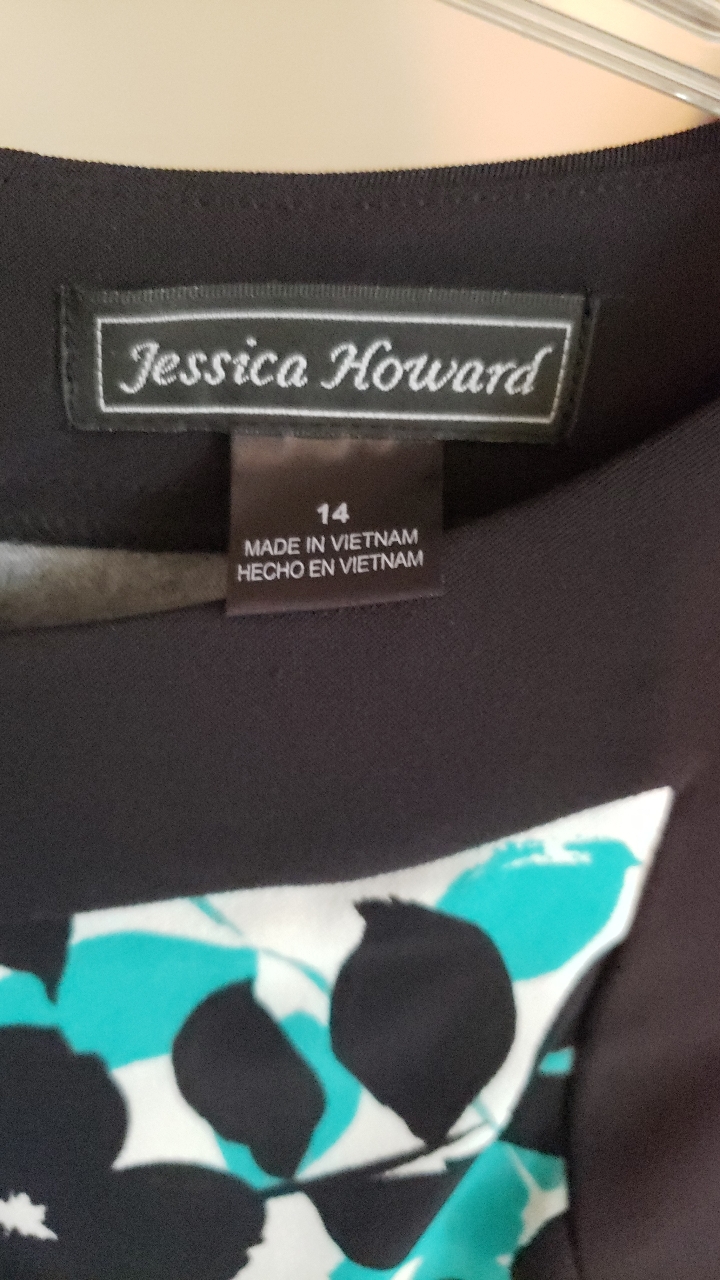 Jessica Howard
14
MADE IN VIETNAM
HECHO EN VIETNAM